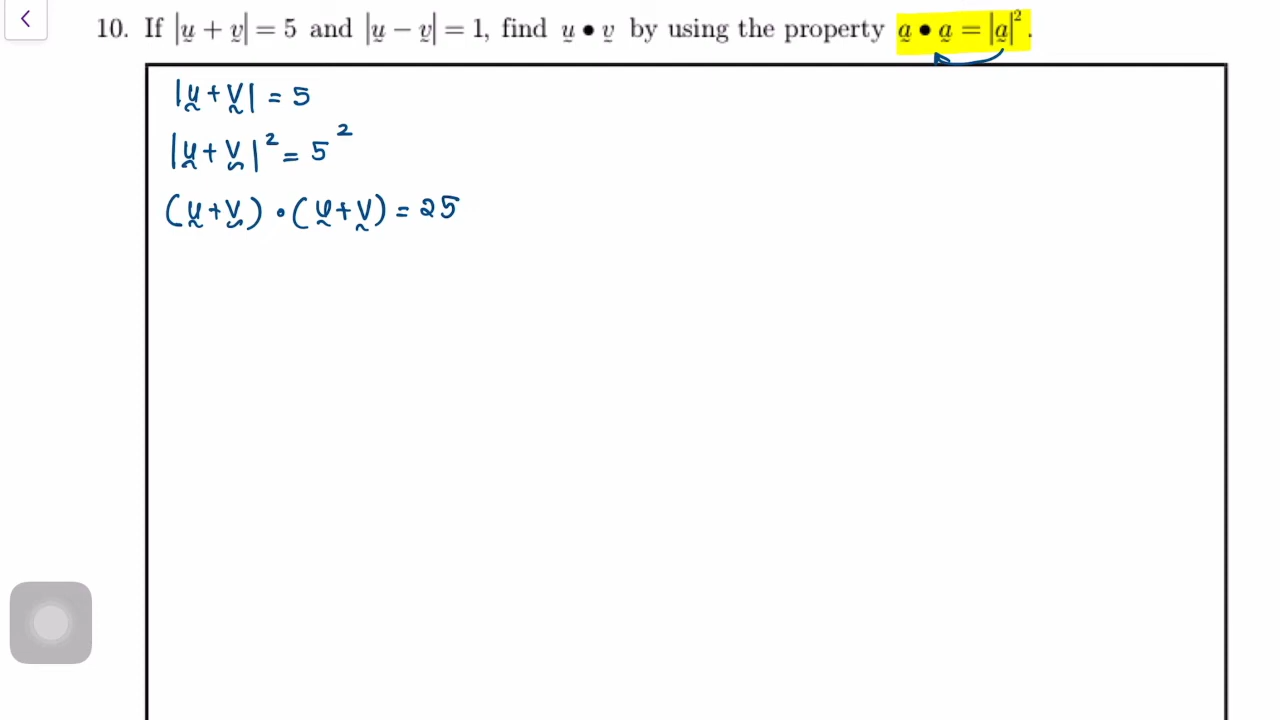 10. If |u + v| = 5 and |u − v| = 1, find u • v by using the property a • a = |a|².
|u + v| = 5
|u + v|² = 5²
(u + v) • (u + v) = 25